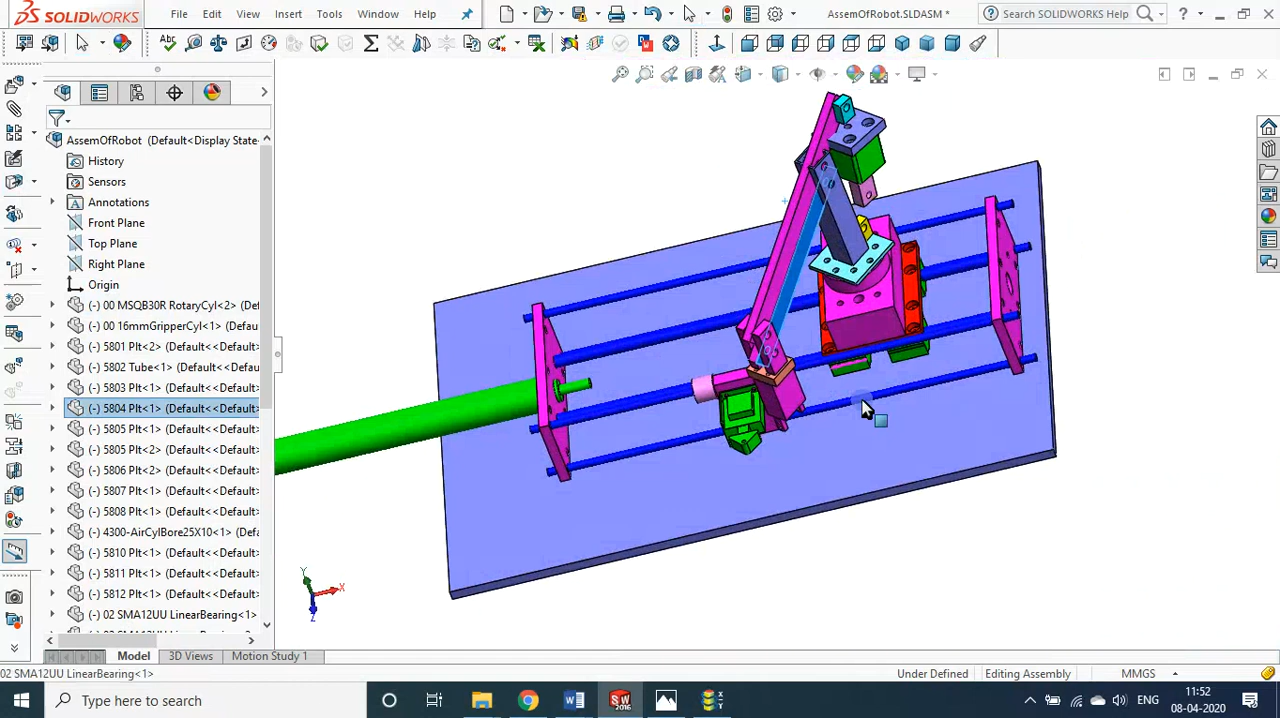 SOLIDWORKS File Edit View Insert Tools Window Help AssemOfRobot.SLDASM * Search SOLIDWORKS Help ?
AssemOfRobot (Default<Display State-
History
Sensors
Annotations
Front Plane
Top Plane
Right Plane
Origin
(-) 00 MSQB30R RotaryCyl<2> (Def
(-) 00 16mmGripperCyl<1> (Default
(-) 5801 Plt<2> (Default<<Default>
(-) 5802 Tube<1> (Default<<Default
(-) 5803 Plt<1> (Default<<Default>
(-) 5804 Plt<1> (Default<<Default>
(-) 5805 Plt<1> (Default<<Default>
(-) 5805 Plt<2> (Default<<Default>
(-) 5806 Plt<2> (Default<<Default>
(-) 5807 Plt<1> (Default<<Default>
(-) 5808 Plt<1> (Default<<Default>
(-) 4300-AirCylBore25X10<1> (Defa
(-) 5810 Plt<1> (Default<<Default>
(-) 5811 Plt<1> (Default<<Default>
(-) 5812 Plt<1> (Default<<Default>
(-) 02 SMA12UU LinearBearing<1>
Y
X
Z
Model 3D Views Motion Study 1
02 SMA12UU LinearBearing<1> Under Defined Editing Assembly MMGS
Type here to search ENG 11:52
08-04-2020